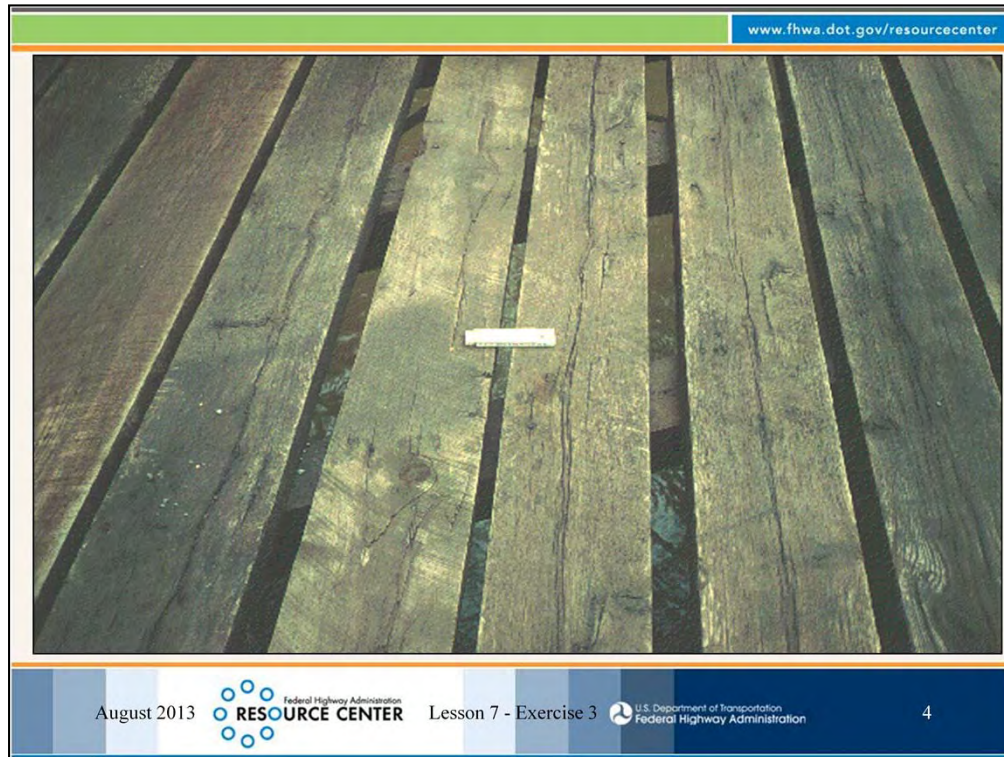 www.fhwa.dot.gov/resourcecenter
August 2013
Federal Highway Administration
RESOURCE CENTER
Lesson 7 - Exercise 3
U.S. Department of Transportation
Federal Highway Administration
4